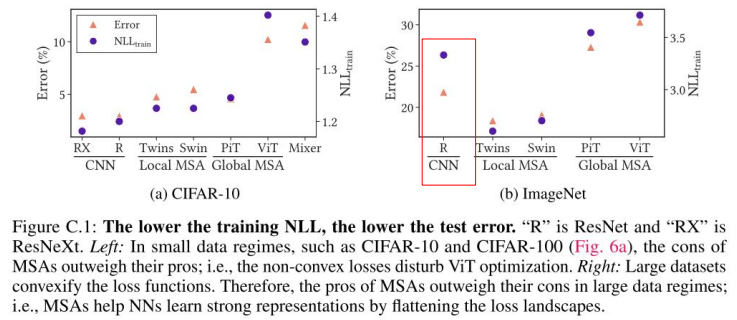 Error
NLLtrain
Error (%)
10
5
1.4
1.3
1.2
NLLtrain
RX R Twins Swin PiT ViT Mixer
CNN Local MSA Global MSA
(a) CIFAR-10
Error (%)
30
25
20
3.5
3.0
NLLtrain
R Twins Swin PiT ViT
CNN Local MSA Global MSA
(b) ImageNet
Figure C.1: The lower the training NLL, the lower the test error. “R” is ResNet and “RX” is
ResNeXt. Left: In small data regimes, such as CIFAR-10 and CIFAR-100 (Fig. 6a), the cons of
MSAs outweigh their pros; i.e., the non-convex losses disturb ViT optimization. Right: Large datasets
convexify the loss functions. Therefore, the pros of MSAs outweigh their cons in large data regimes;
i.e., MSAs help NNs learn strong representations by flattening the loss landscapes.